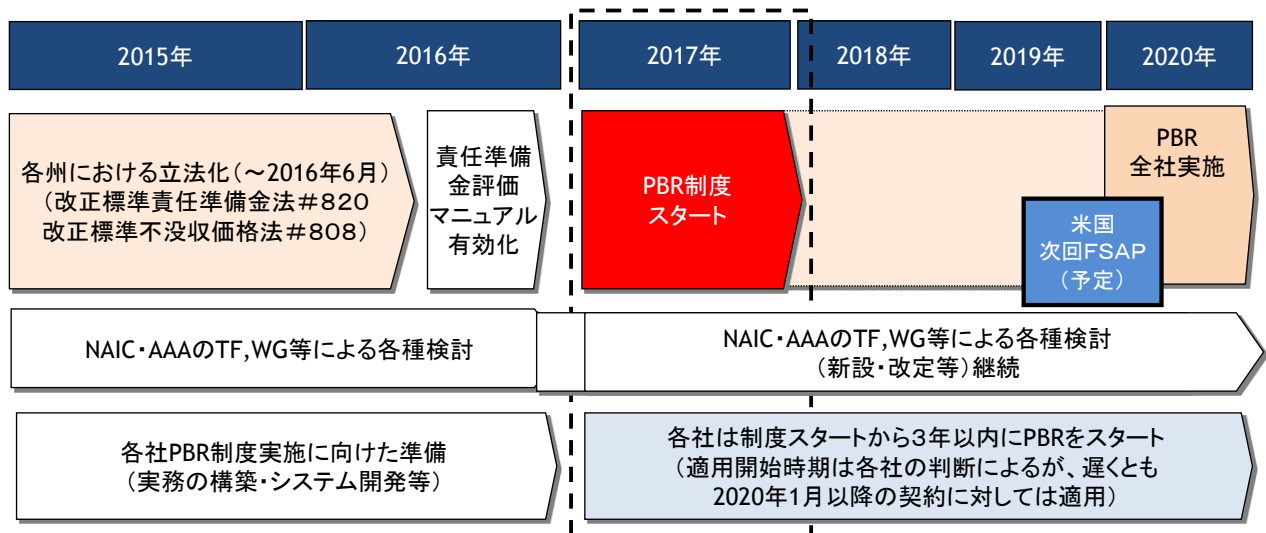 2015年
2016年
2017年
2018年
2019年
2020年
各州における立法化(~2016年6月)
(改正標準責任準備金法#820
改正標準不没収価格法#808)
責任準備
金評価
マニュアル
有効化
PBR制度
スタート
PBR
全社実施
米国
次回FSAP
(予定)
NAIC・AAAのTF,WG等による各種検討
NAIC・AAAのTF,WG等による各種検討
(新設・改定等)継続
各社PBR制度実施に向けた準備
(実務の構築・システム開発等)
各社は制度スタートから3年以内にPBRをスタート
(適用開始時期は各社の判断によるが、遅くとも
2020年1月以降の契約に対しては適用)